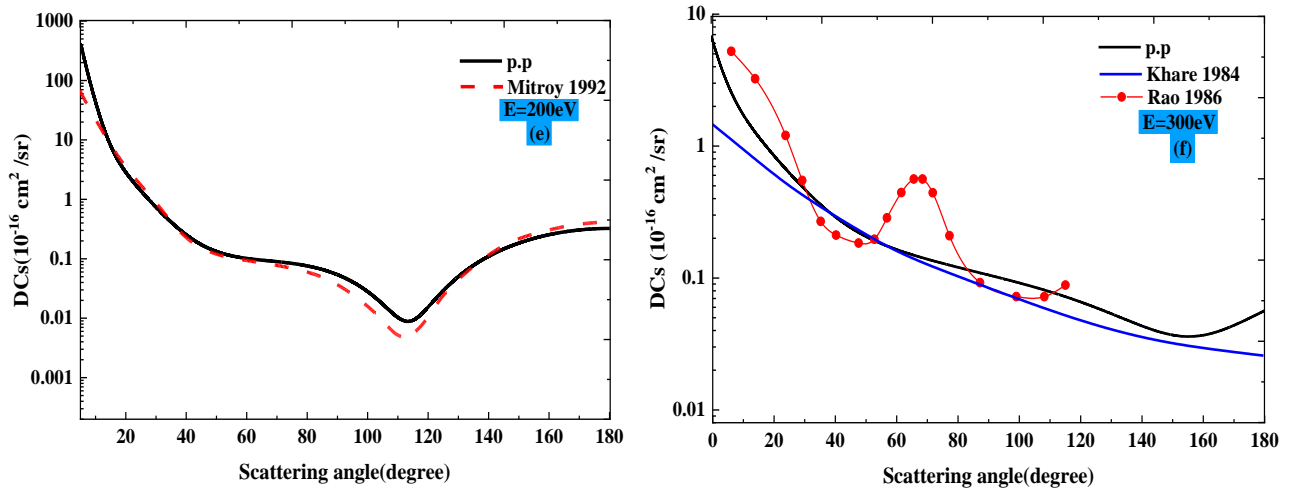 1000
100
10
1
0.1
0.01
0.001
DCs(10⁻¹⁶ cm² /sr)
p.p
Mitroy 1992
E=200eV
(e)
20 40 60 80 100 120 140 160 180
Scattering angle(degree)
10
1
0.1
0.01
DCs (10⁻¹⁶ cm² /sr)
p.p
Khare 1984
Rao 1986
E=300eV
(f)
0 20 40 60 80 100 120 140 160 180
Scattering angle(degree)